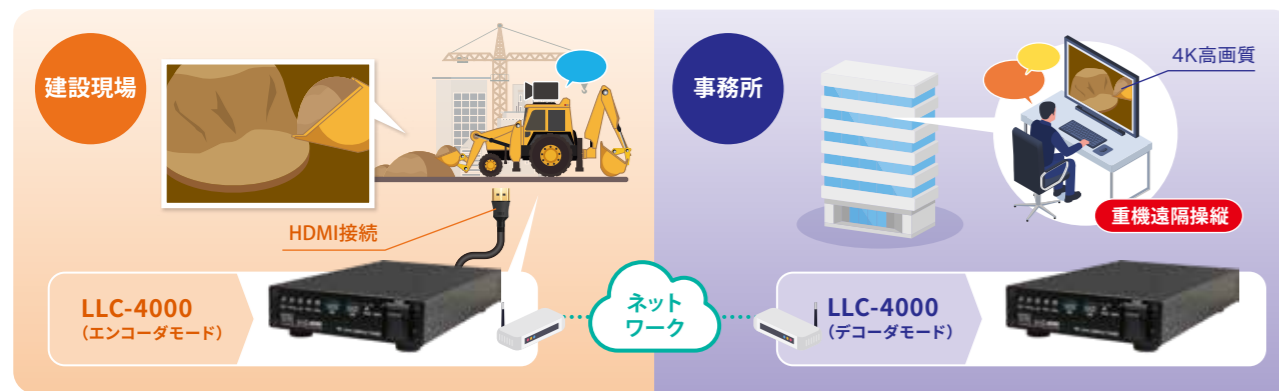 建設現場
HDMI接続
LLC-4000
（エンコーダモード）
ネット
ワーク
事務所
4K高画質
重機遠隔操縦
LLC-4000
（デコーダモード）